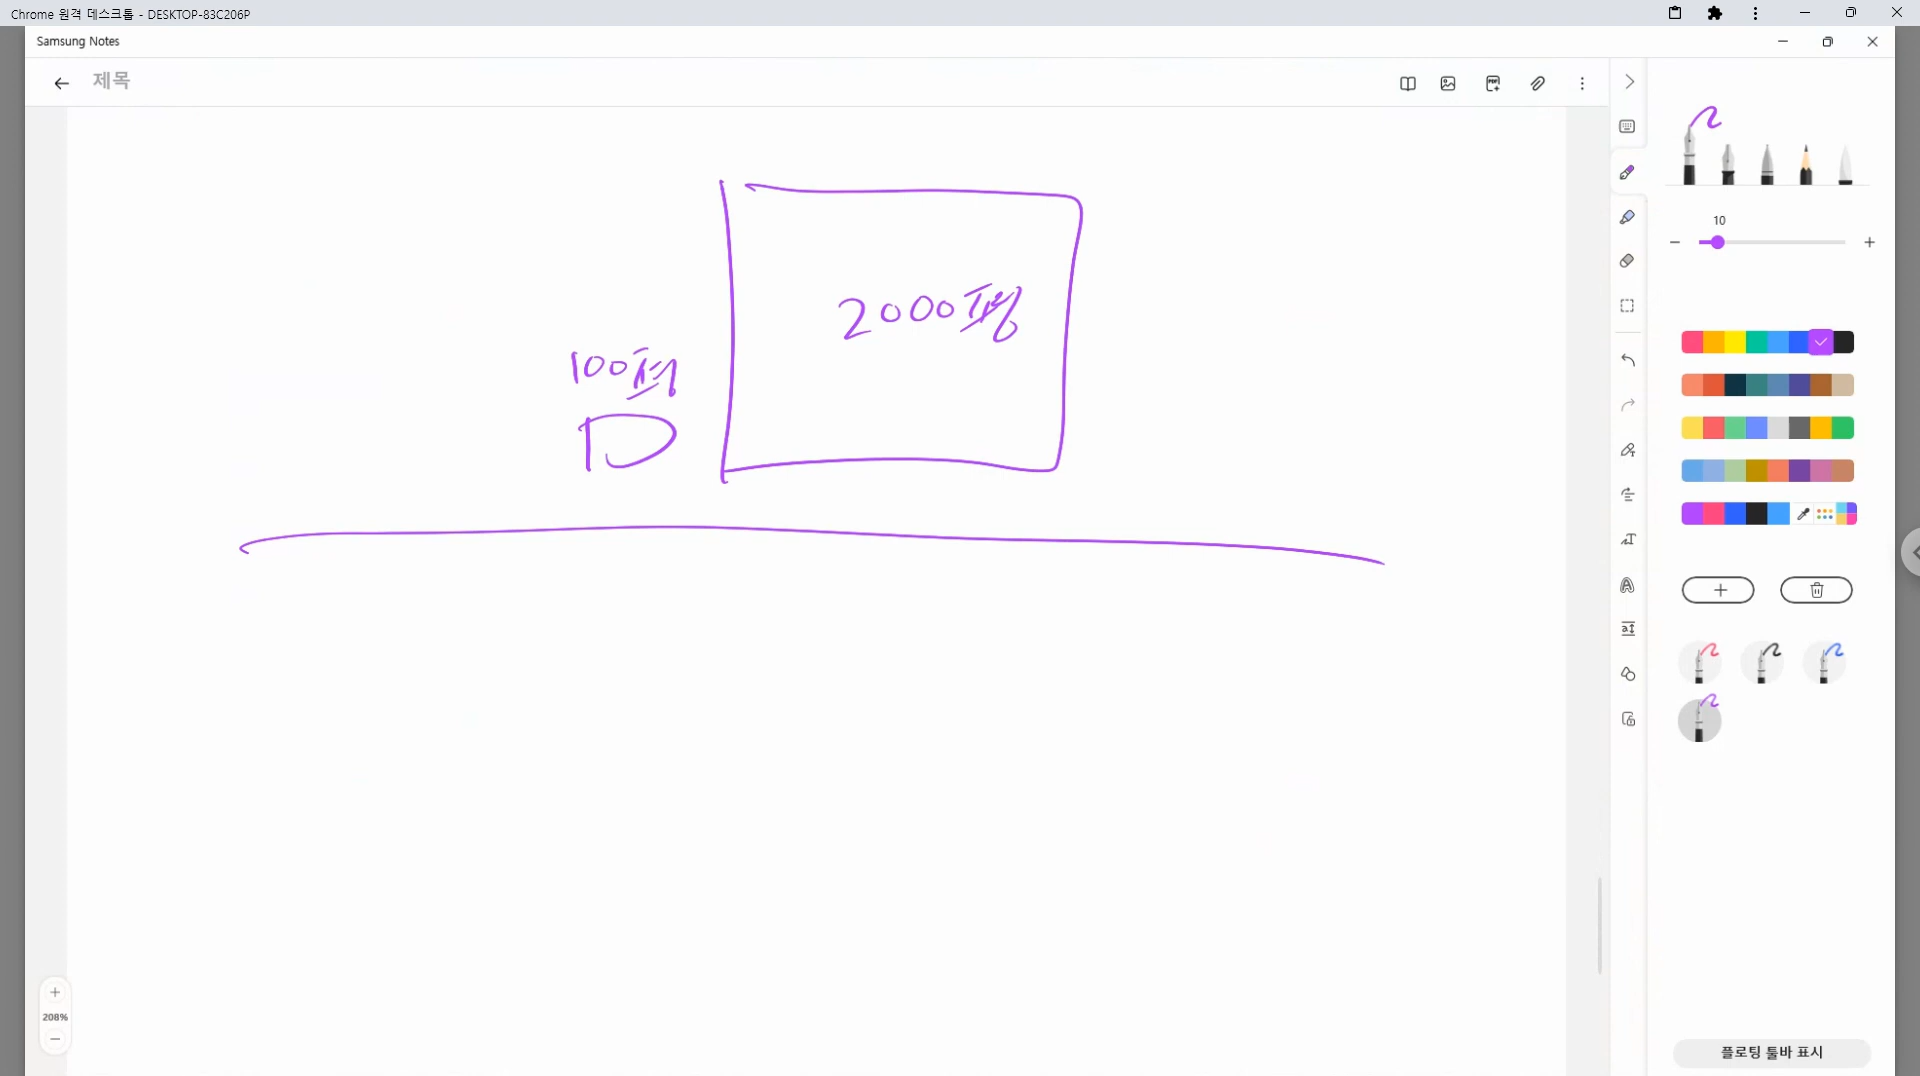 Chrome 원격 데스크톱 - DESKTOP-83C206P
Samsung Notes
제목
10
2000평
100평
208%
플로팅 툴바 표시